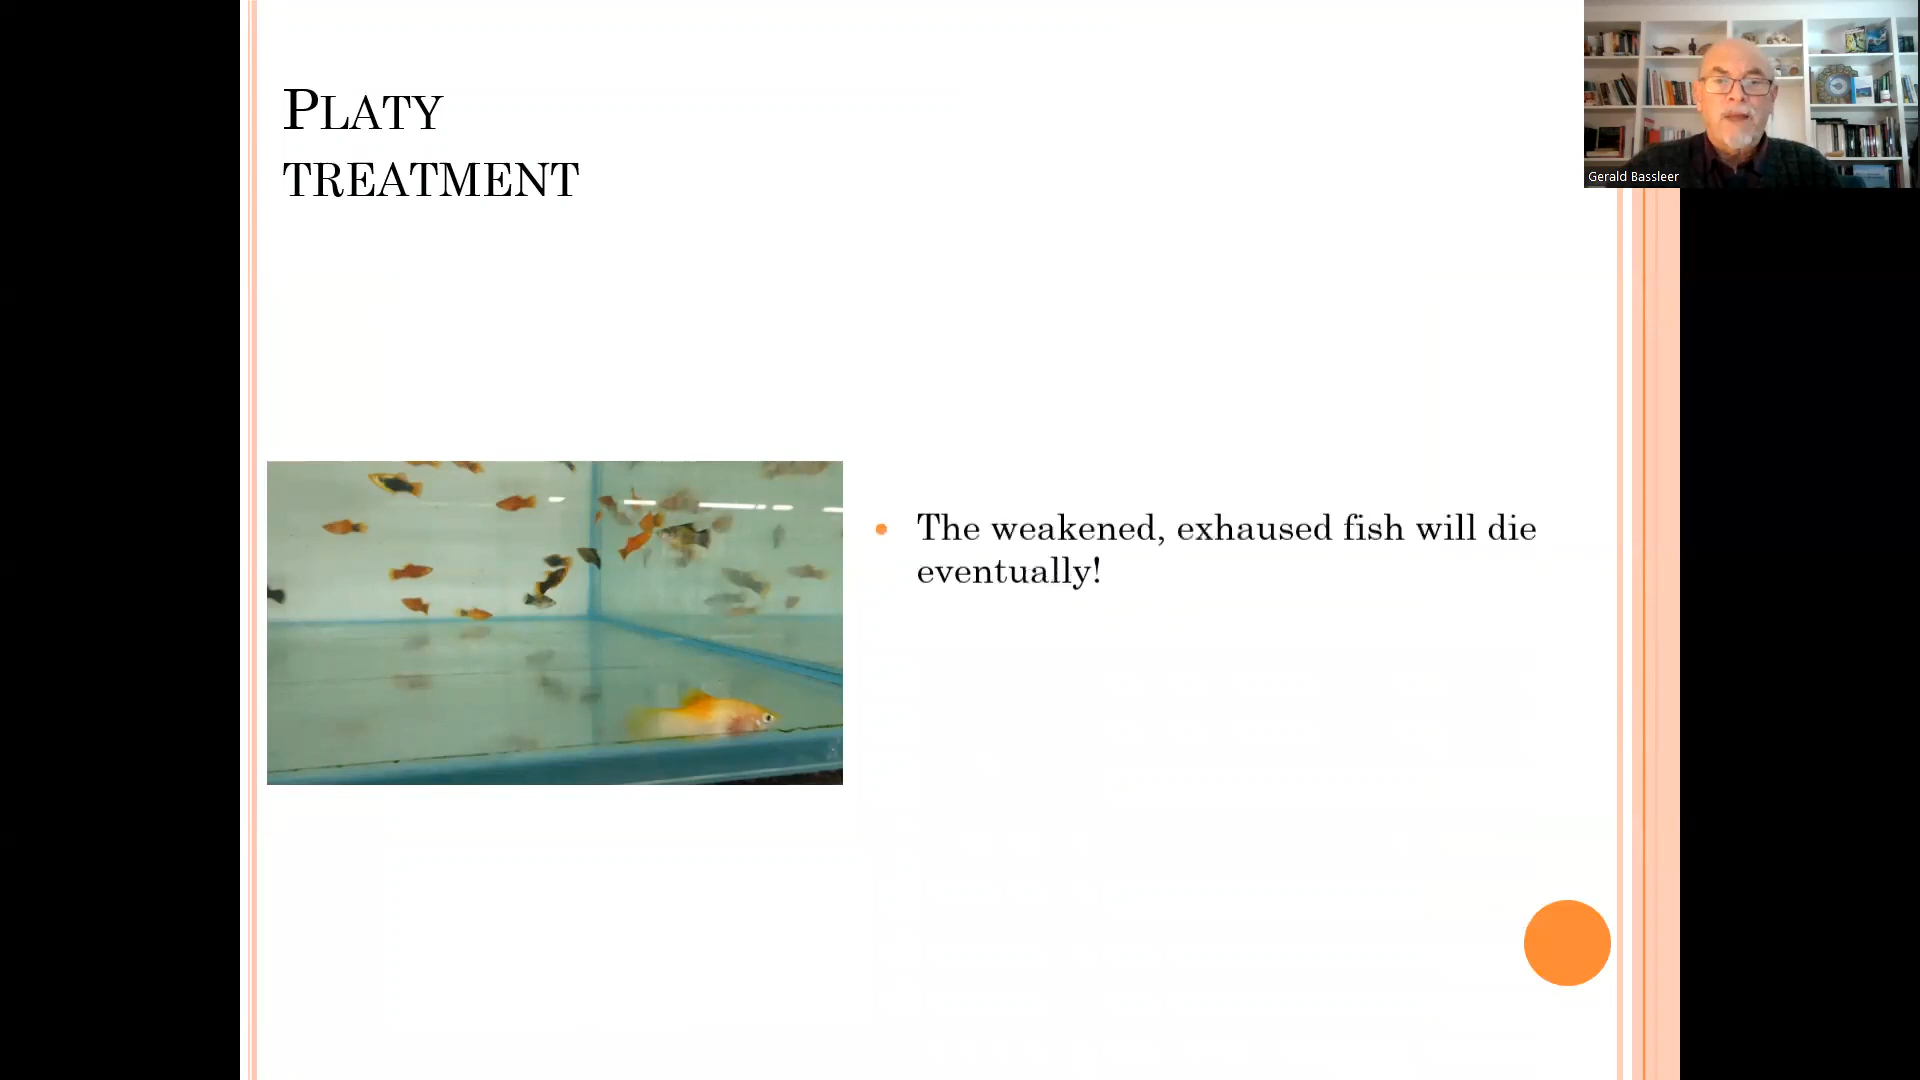 Platy
treatment
Gerald Bassleer
The weakened, exhaused fish will die
eventually!